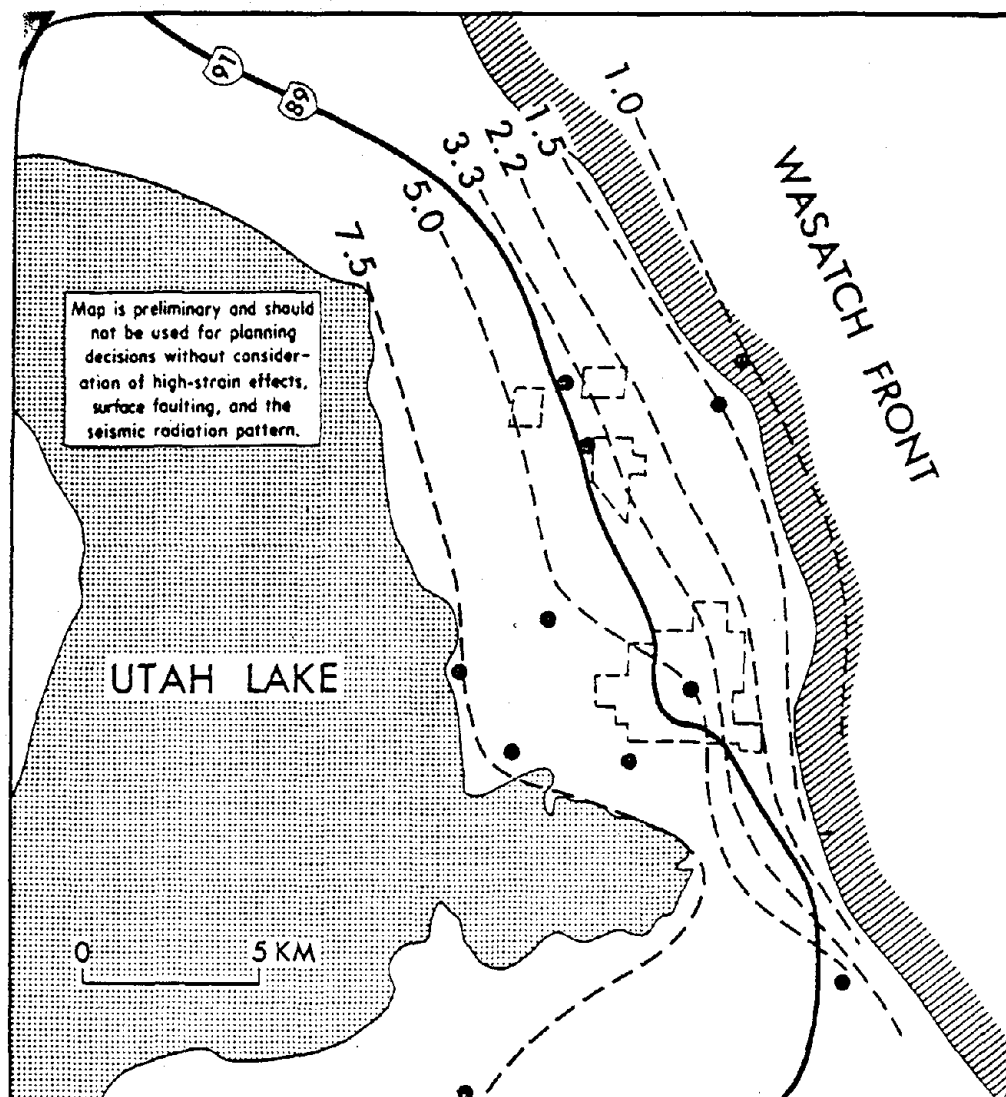 91
89
1.0
1.5
2.2
3.3
5.0
7.5
WASATCH FRONT
Map is preliminary and should
not be used for planning
decisions without consider-
ation of high-strain effects,
surface faulting, and the
seismic radiation pattern.
UTAH LAKE
0 5 KM